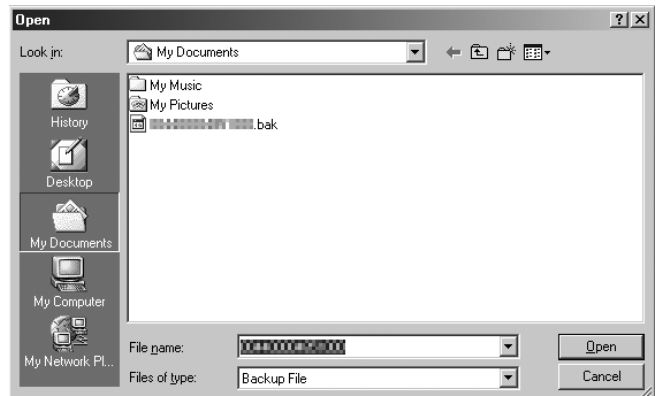 Open
Look in: My Documents
History
Desktop
My Documents
My Computer
My Network Pl...
My Music
My Pictures
.bak
File name:
Open
Files of type: Backup File
Cancel